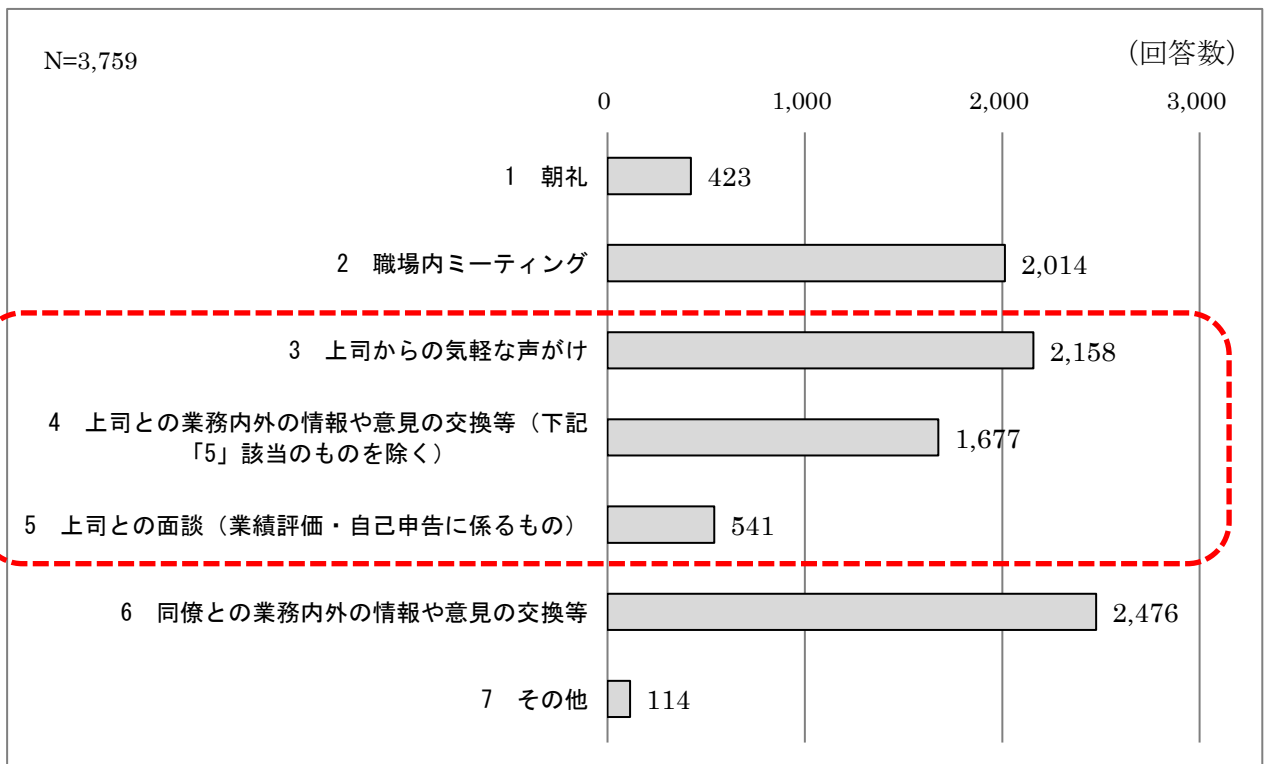 N=3,759
(回答数)
0 1,000 2,000 3,000
1 朝礼 423
2 職場内ミーティング 2,014
3 上司からの気軽な声がけ 2,158
4 上司との業務内外の情報や意見の交換等（下記
「5」該当のものを除く） 1,677
5 上司との面談（業績評価・自己申告に係るもの） 541
6 同僚との業務内外の情報や意見の交換等 2,476
7 その他 114